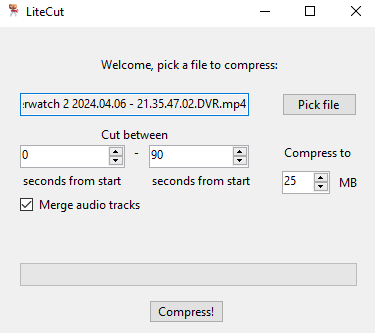 LiteCut
Welcome, pick a file to compress:
erwatch 2 2024.04.06 - 21.35.47.02.DVR.mp4 Pick file
Cut between
0 - 90 Compress to
seconds from start seconds from start 25 MB
Merge audio tracks
Compress!